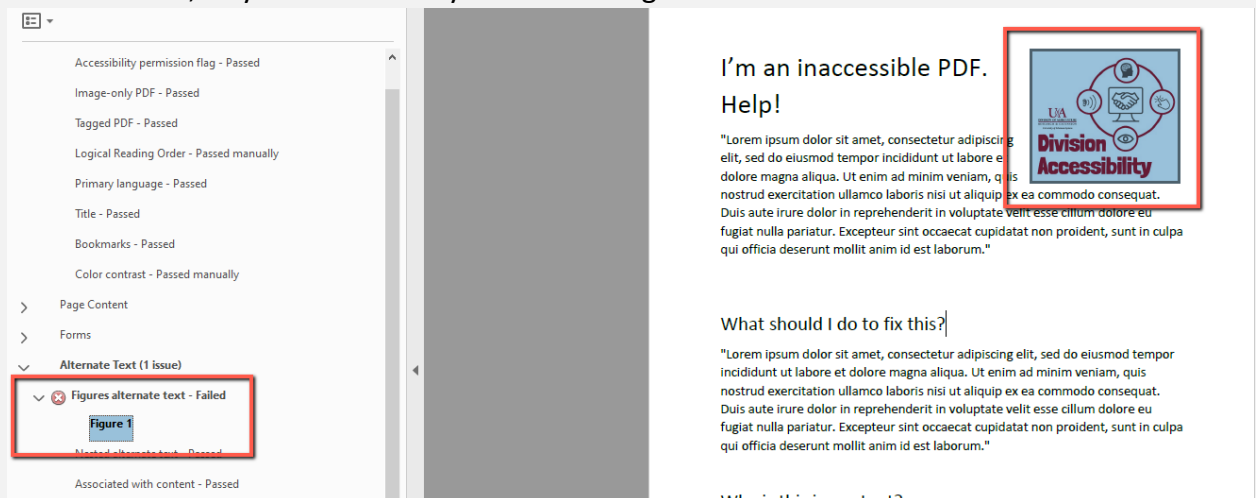 Accessibility permission flag - Passed
Image-only PDF - Passed
Tagged PDF - Passed
Logical Reading Order - Passed manually
Primary language - Passed
Title - Passed
Bookmarks - Passed
Color contrast - Passed manually
Page Content
Forms
Alternate Text (1 issue)
Figures alternate text - Failed
Figure 1
Nested alternate text - Passed
Associated with content - Passed
I'm an inaccessible PDF.
Help!
"Lorem ipsum dolor sit amet, consectetur adipiscing
elit, sed do eiusmod tempor incididunt ut labore et
dolore magna aliqua. Ut enim ad minim veniam, quis
nostrud exercitation ullamco laboris nisi ut aliquip ex ea commodo consequat.
Duis aute irure dolor in reprehenderit in voluptate velit esse cillum dolore eu
fugiat nulla pariatur. Excepteur sint occaecat cupidatat non proident, sunt in culpa
qui officia deserunt mollit anim id est laborum."
UA
Division
Accessibility
What should I do to fix this?
"Lorem ipsum dolor sit amet, consectetur adipiscing elit, sed do eiusmod tempor
incididunt ut labore et dolore magna aliqua. Ut enim ad minim veniam, quis
nostrud exercitation ullamco laboris nisi ut aliquip ex ea commodo consequat.
Duis aute irure dolor in reprehenderit in voluptate velit esse cillum dolore eu
fugiat nulla pariatur. Excepteur sint occaecat cupidatat non proident, sunt in culpa
qui officia deserunt mollit anim id est laborum."